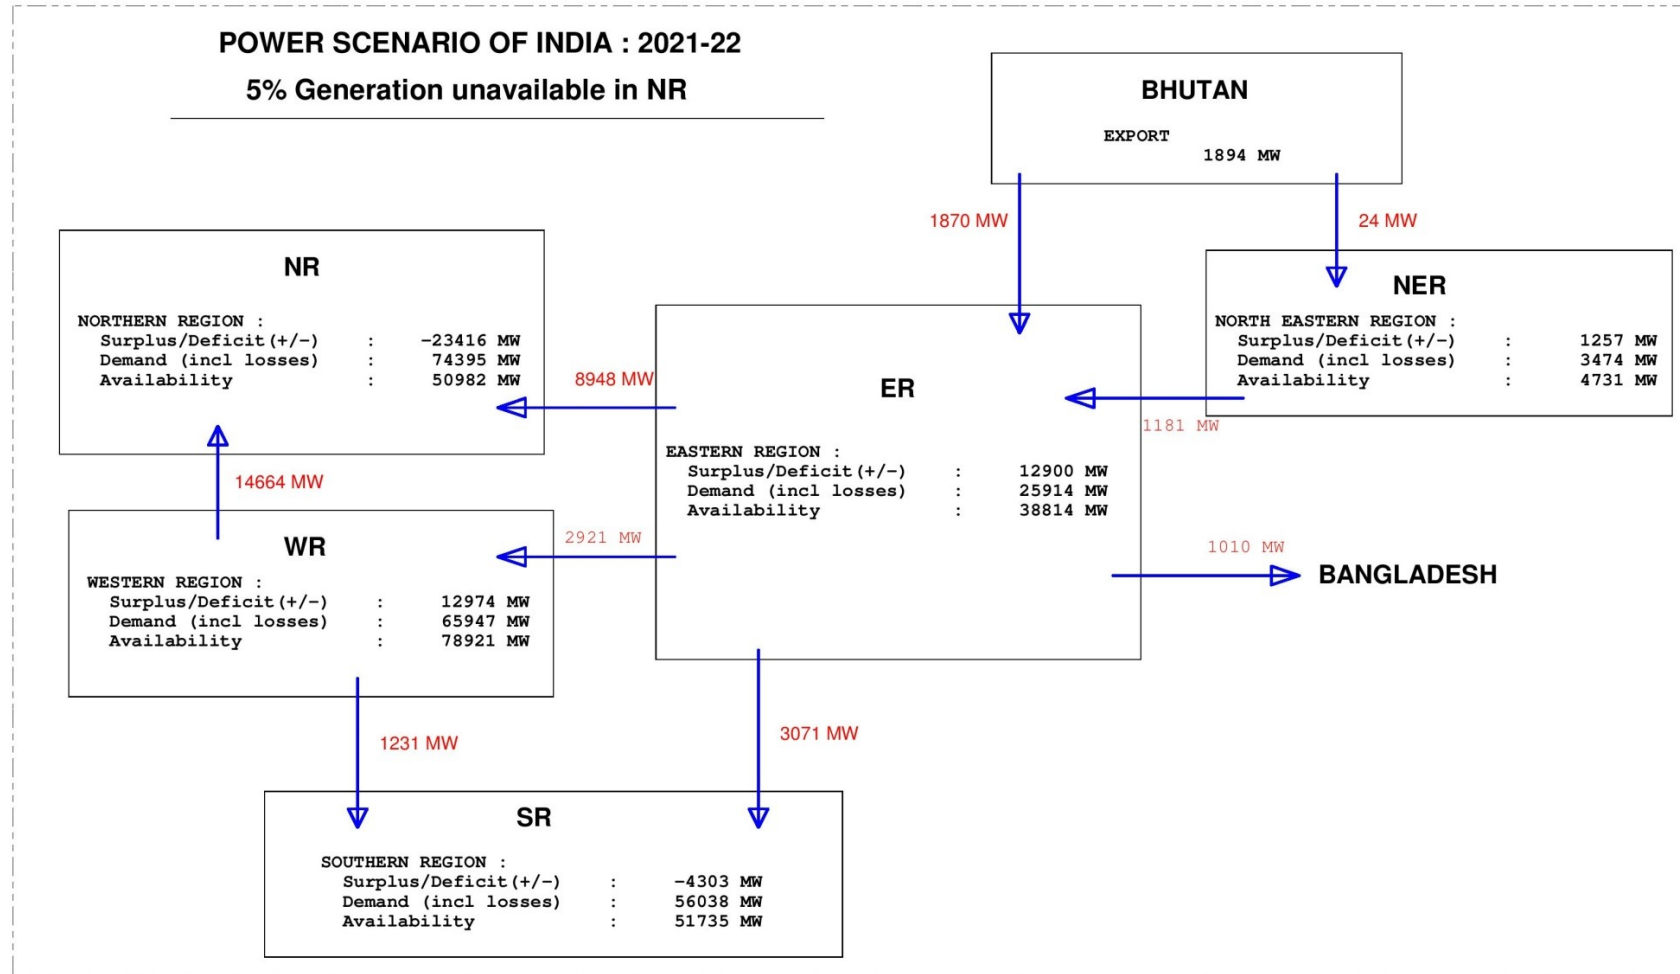 POWER SCENARIO OF INDIA : 2021-22
5% Generation unavailable in NR
BHUTAN
EXPORT
1894 MW
1870 MW
24 MW
NR
NORTHERN REGION :
Surplus/Deficit(+/-) : -23416 MW
Demand (incl losses) : 74395 MW
Availability : 50982 MW
NER
NORTH EASTERN REGION :
Surplus/Deficit(+/-) : 1257 MW
Demand (incl losses) : 3474 MW
Availability : 4731 MW
8948 MW
1181 MW
ER
EASTERN REGION :
Surplus/Deficit(+/-) : 12900 MW
Demand (incl losses) : 25914 MW
Availability : 38814 MW
14664 MW
2921 MW
1010 MW
BANGLADESH
WR
WESTERN REGION :
Surplus/Deficit(+/-) : 12974 MW
Demand (incl losses) : 65947 MW
Availability : 78921 MW
1231 MW
3071 MW
SR
SOUTHERN REGION :
Surplus/Deficit(+/-) : -4303 MW
Demand (incl losses) : 56038 MW
Availability : 51735 MW